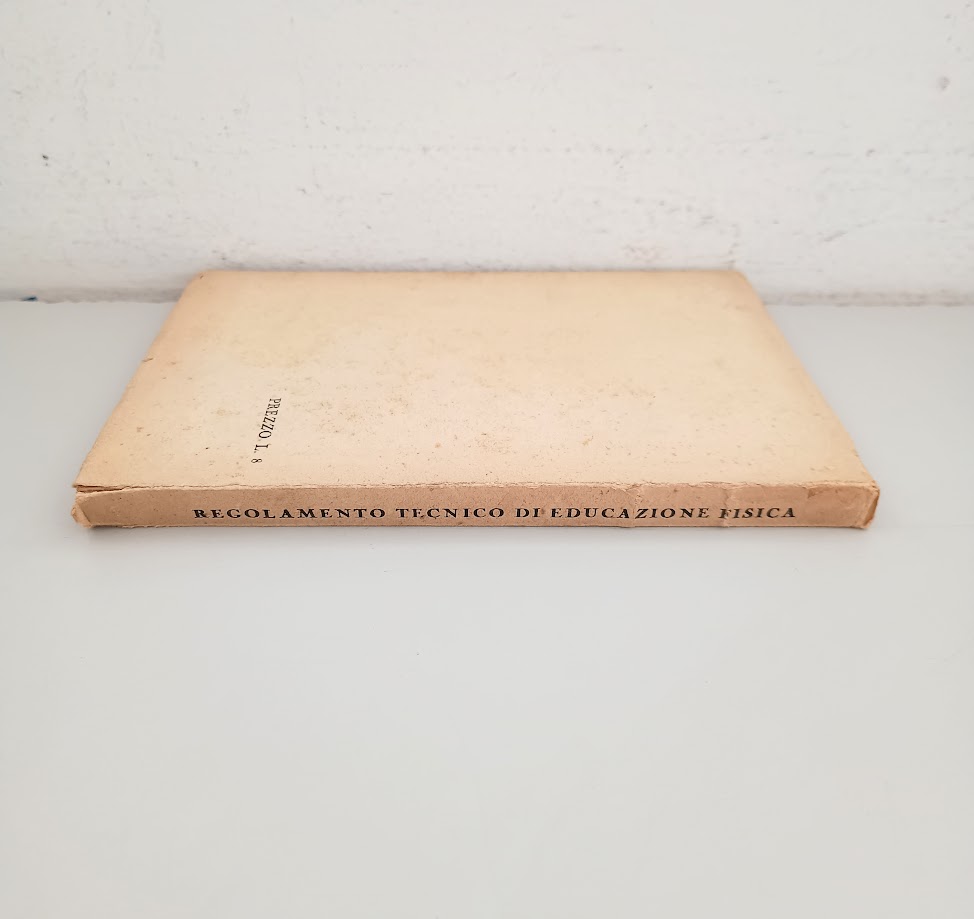 PREZZO L. 8
REGOLAMENTO TECNICO DI EDUCAZIONE FISICA